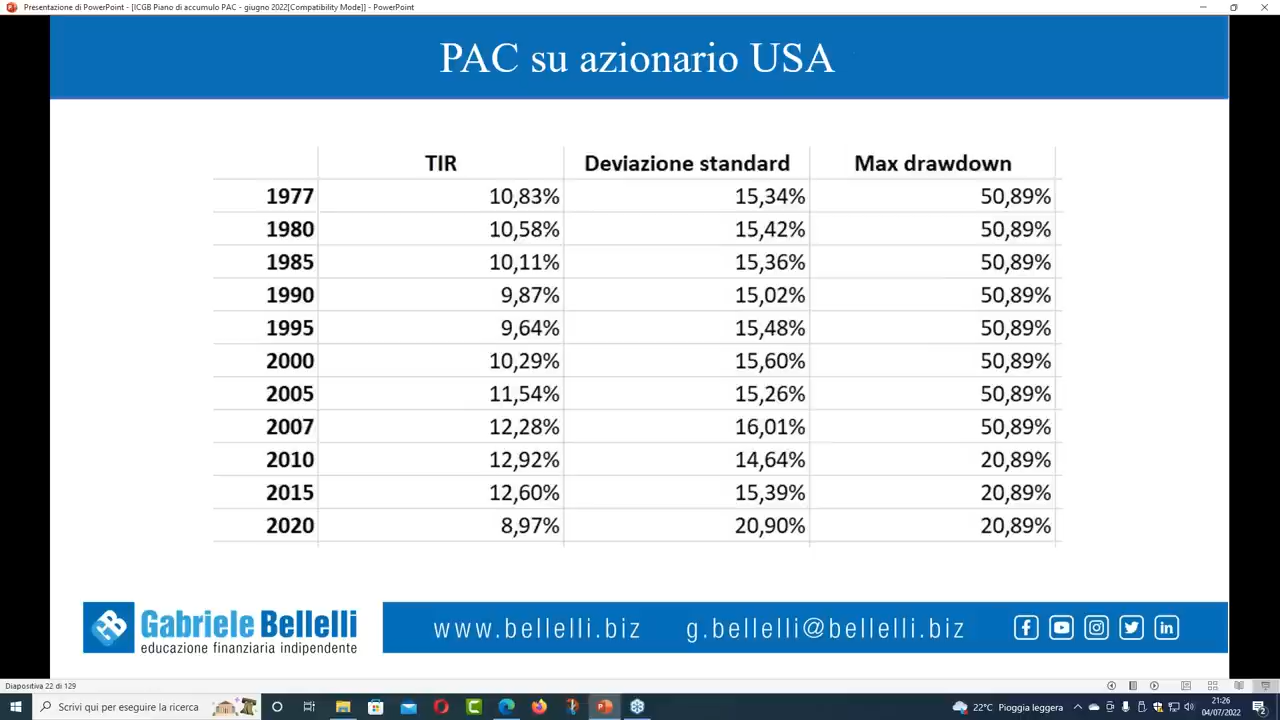 Presentazione di PowerPoint - [ICGB Piano di accumulo PAC - giugno 2022[Compatibility Mode]] - PowerPoint
PAC su azionario USA
TIR Deviazione standard Max drawdown
1977 10,83% 15,34% 50,89%
1980 10,58% 15,42% 50,89%
1985 10,11% 15,36% 50,89%
1990 9,87% 15,02% 50,89%
1995 9,64% 15,48% 50,89%
2000 10,29% 15,60% 50,89%
2005 11,54% 15,26% 50,89%
2007 12,28% 16,01% 50,89%
2010 12,92% 14,64% 20,89%
2015 12,60% 15,39% 20,89%
2020 8,97% 20,90% 20,89%
Gabriele Bellelli
educazione finanziaria indipendente
www.bellelli.biz g.bellelli@bellelli.biz
Diapositiva 22 di 129
Scrivi qui per eseguire la ricerca
22°C Pioggia leggera
21:26
04/07/2022